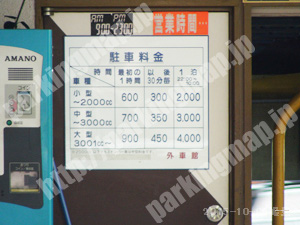 AM PM 営業時間…
9:00 23:00
AMANO
駐車料金
時間 最初の 以後 1泊
車種 1時間 30分毎
小型
～2000cc 600 300 2,000
中型
～3000cc 700 350 3,000
大型
3001cc～ 900 450 4,000
外車館
parkingmap.jp
http://parkingmap.jp
parkingmap.jp